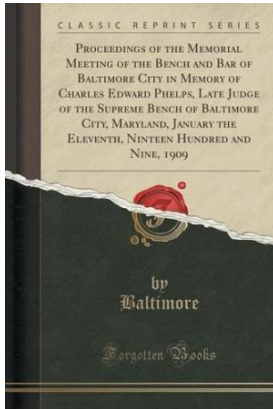 CLASSIC REPRINT SERIES
PROCEEDINGS OF THE MEMORIAL
MEETING OF THE BENCH AND BAR OF
BALTIMORE CITY IN MEMORY OF
CHARLES EDWARD PHELPS, LATE JUDGE
OF THE SUPREME BENCH OF BALTIMORE
CITY, MARYLAND, JANUARY THE
ELEVENTH, NINTEEN HUNDRED AND
NINE, 1909
by
Baltimore
Forgotten Books